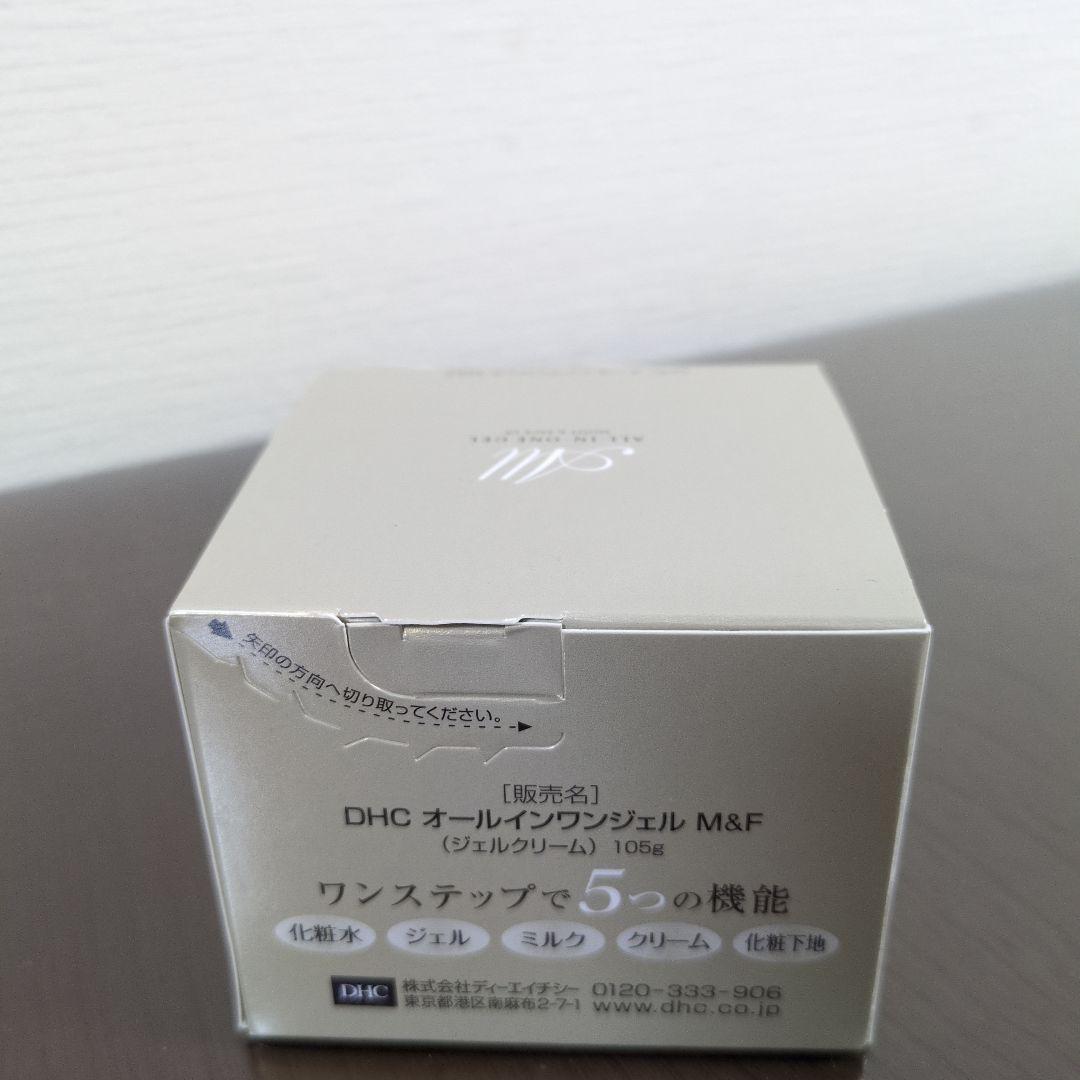 All
ALL-IN-ONE GEL
矢印の方向へ切り取ってください。
[販売名]
DHC オールインワンジェル M&F
(ジェルクリーム) 105g
ワンステップで5つの機能
化粧水 ジェル ミルク クリーム 化粧下地
DHC 株式会社ディーエイチシー 0120-333-906
東京都港区南麻布2-7-1 www.dhc.co.jp